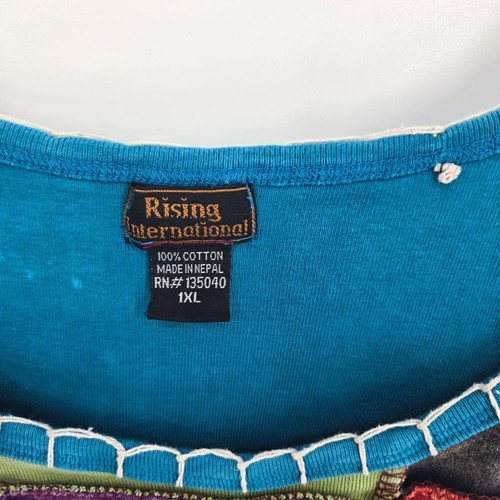 Rising
International
100% COTTON
MADE IN NEPAL
RN# 135040
1XL